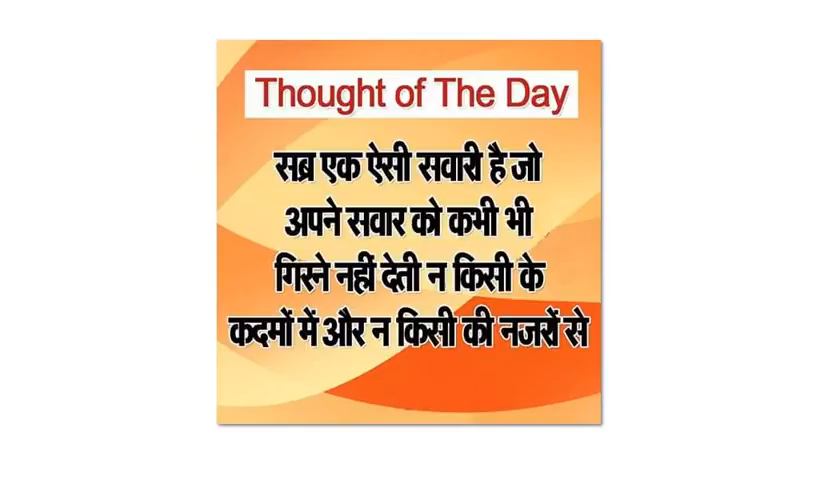 Thought of The Day
सब्र एक ऐसी सवारी है जो
अपने सवार को कभी भी
गिरने नहीं देती न किसी के
कदमों में और न किसी की नजरों से